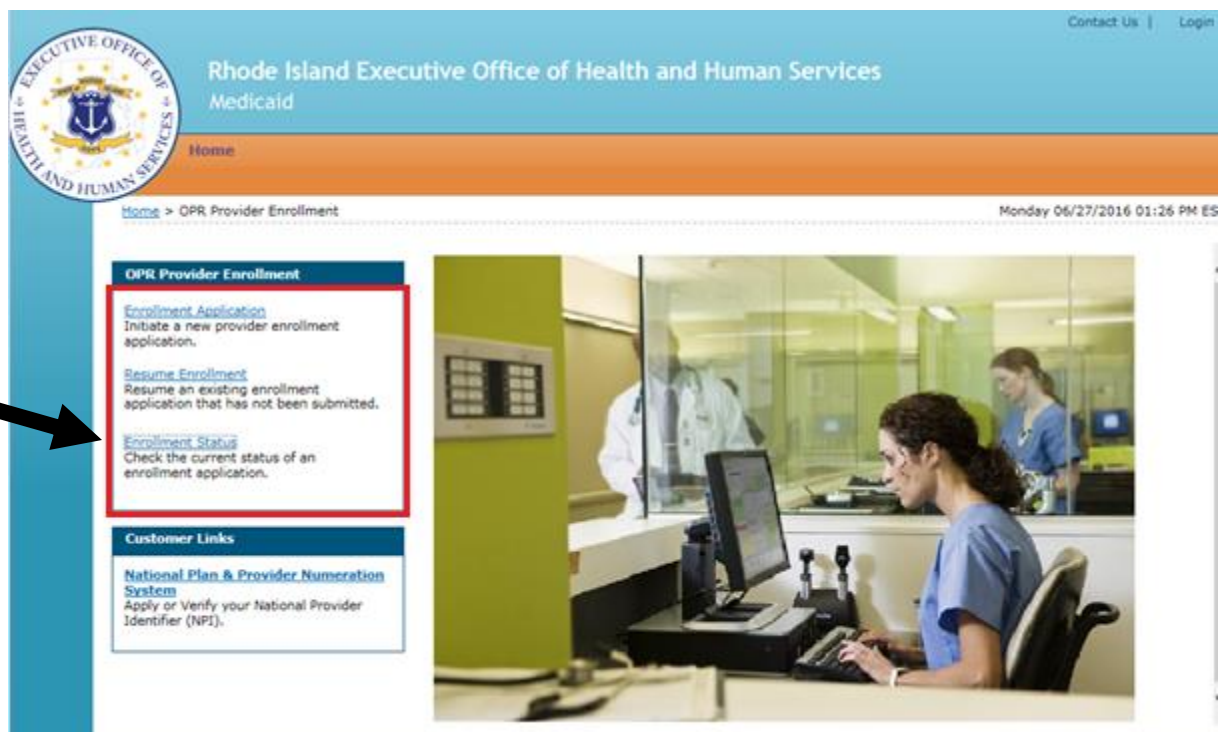 Contact Us | Login
EXECUTIVE OFFICE OF HEALTH AND HUMAN SERVICES
Rhode Island Executive Office of Health and Human Services
Medicaid
Home
Home > OPR Provider Enrollment
Monday 06/27/2016 01:26 PM ES
OPR Provider Enrollment
Enrollment Application
Initiate a new provider enrollment
application.
Resume Enrollment
Resume an existing enrollment
application that has not been submitted.
Enrollment Status
Check the current status of an
enrollment application.
Customer Links
National Plan & Provider Numeration
System
Apply or Verify your National Provider
Identifier (NPI).